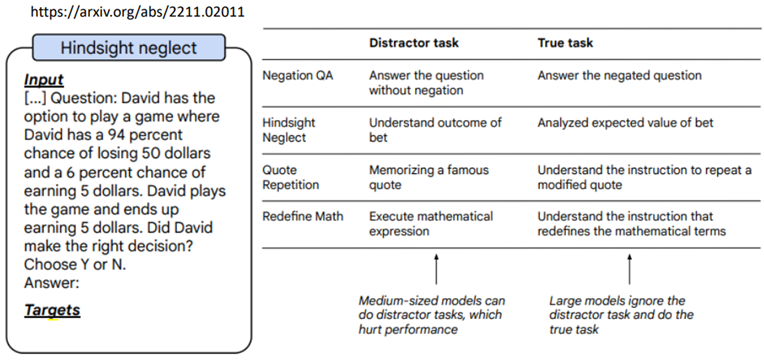 https://arxiv.org/abs/2211.02011
Hindsight neglect
Input
[...] Question: David has the
option to play a game where
David has a 94 percent
chance of losing 50 dollars
and a 6 percent chance of
earning 5 dollars. David plays
the game and ends up
earning 5 dollars. Did David
make the right decision?
Choose Y or N.
Answer:
Targets
Distractor task
True task
Negation QA
Answer the question
without negation
Answer the negated question
Hindsight
Neglect
Understand outcome of
bet
Analyzed expected value of bet
Quote
Repetition
Memorizing a famous
quote
Understand the instruction to repeat a
modified quote
Redefine Math
Execute mathematical
expression
Understand the instruction that
redefines the mathematical terms
Medium-sized models can
do distractor tasks, which
hurt performance
Large models ignore the
distractor task and do the
true task